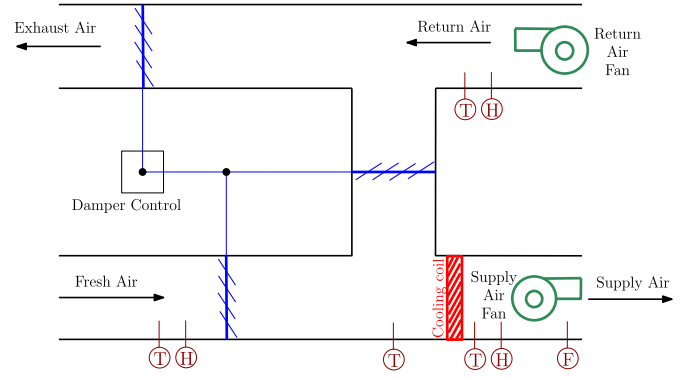 Exhaust Air
Return Air
Return
Air
Fan
T H
Damper Control
Fresh Air
Cooling coil
Supply
Air
Fan
Supply Air
T H T T H F